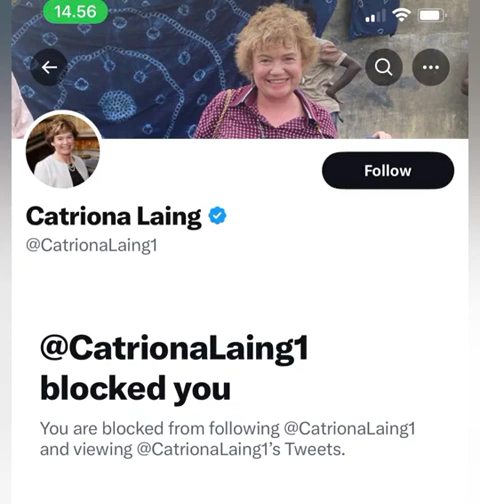 14.56
Follow
Catriona Laing
@CatrionaLaing1
@CatrionaLaing1
blocked you
You are blocked from following @CatrionaLaing1
and viewing @CatrionaLaing1's Tweets.